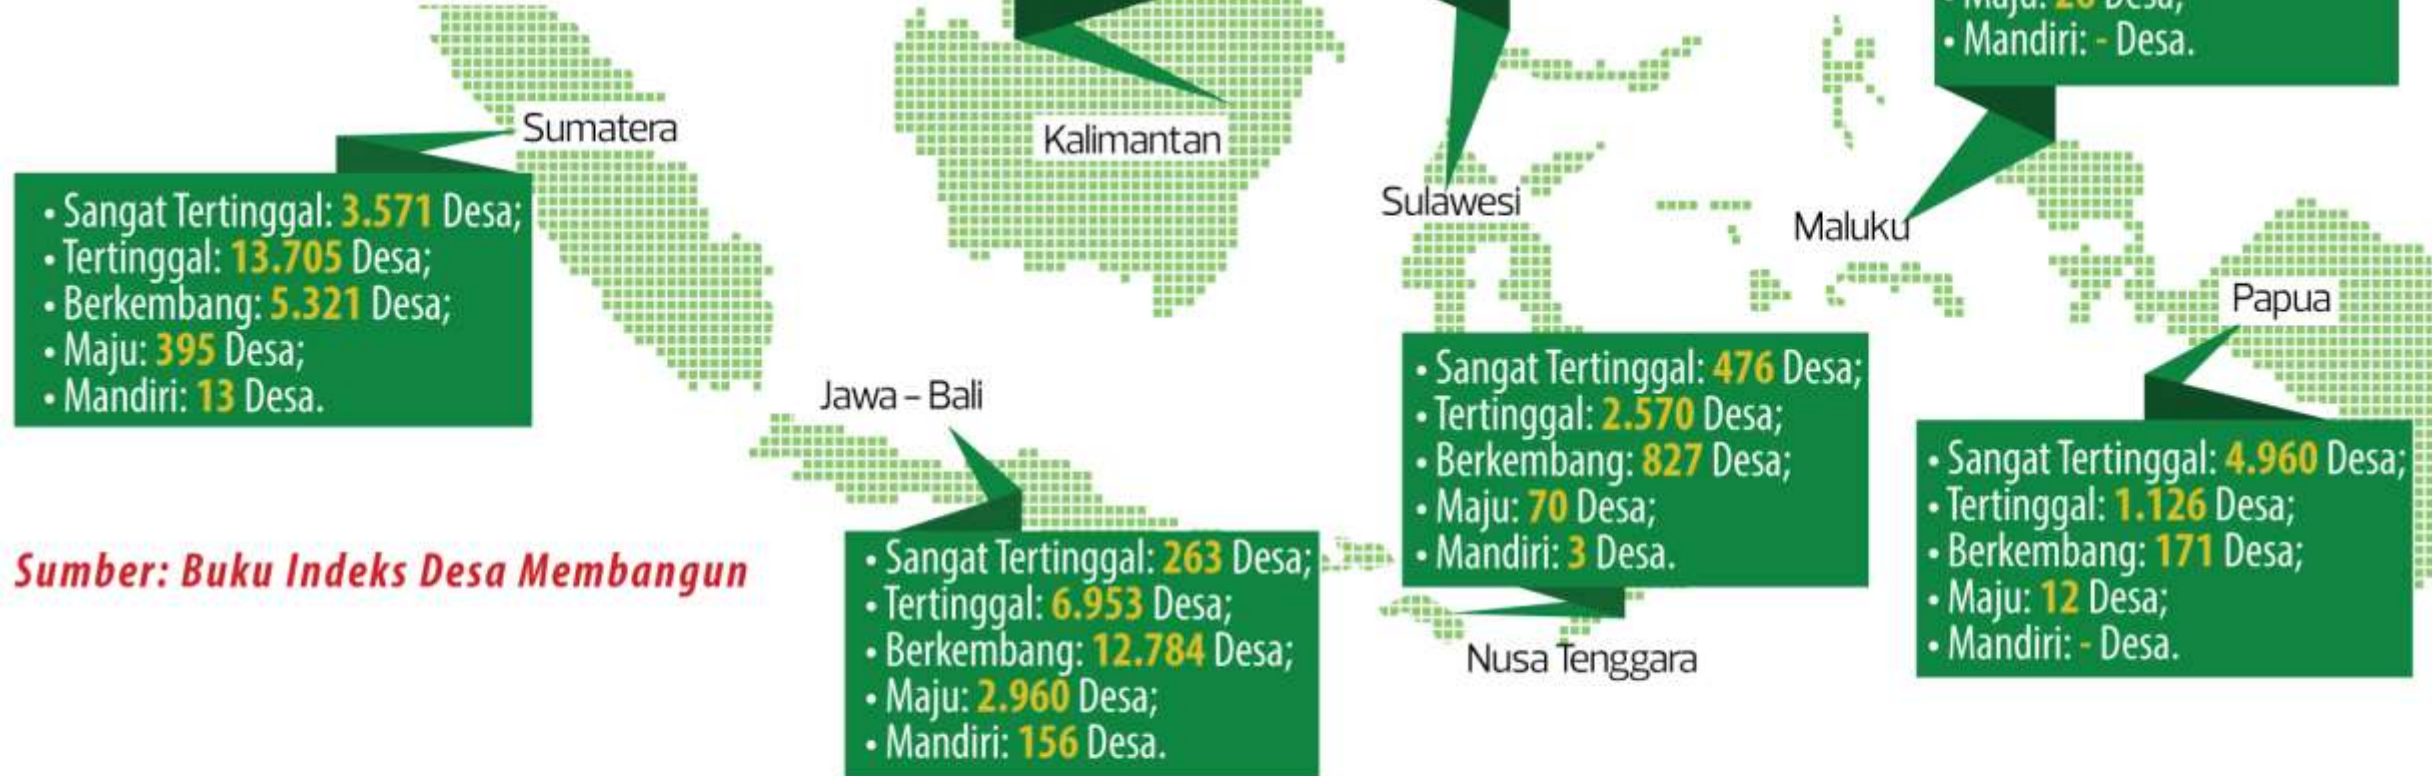 • Maju: 28 Desa;
• Mandiri: - Desa.
Sumatera
Kalimantan
Sulawesi
Maluku
Papua
• Sangat Tertinggal: 3.571 Desa;
• Tertinggal: 13.705 Desa;
• Berkembang: 5.321 Desa;
• Maju: 395 Desa;
• Mandiri: 13 Desa.
Jawa – Bali
• Sangat Tertinggal: 476 Desa;
• Tertinggal: 2.570 Desa;
• Berkembang: 827 Desa;
• Maju: 70 Desa;
• Mandiri: 3 Desa.
• Sangat Tertinggal: 4.960 Desa;
• Tertinggal: 1.126 Desa;
• Berkembang: 171 Desa;
• Maju: 12 Desa;
• Mandiri: - Desa.
Sumber: Buku Indeks Desa Membangun
• Sangat Tertinggal: 263 Desa;
• Tertinggal: 6.953 Desa;
• Berkembang: 12.784 Desa;
• Maju: 2.960 Desa;
• Mandiri: 156 Desa.
Nusa Tenggara